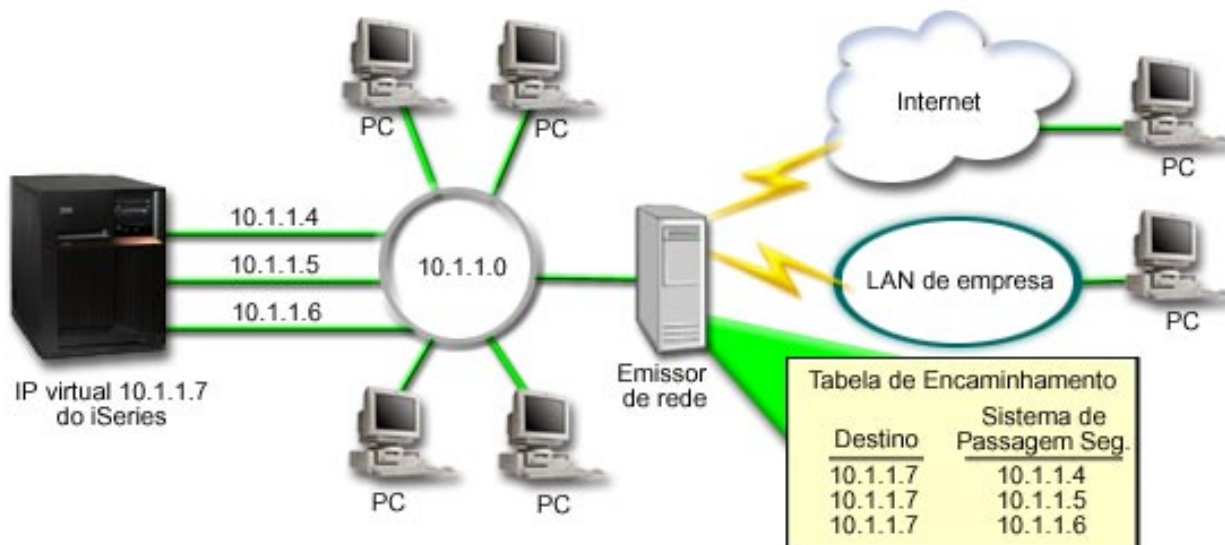 PC
PC
Internet
PC
10.1.1.4
10.1.1.5
10.1.1.6
10.1.1.0
LAN de empresa
PC
IP virtual 10.1.1.7
do iSeries
PC
PC
Emissor
de rede
Tabela de Encaminhamento
Destino
Sistema de
Passagem Seg.
10.1.1.7 10.1.1.4
10.1.1.7 10.1.1.5
10.1.1.7 10.1.1.6